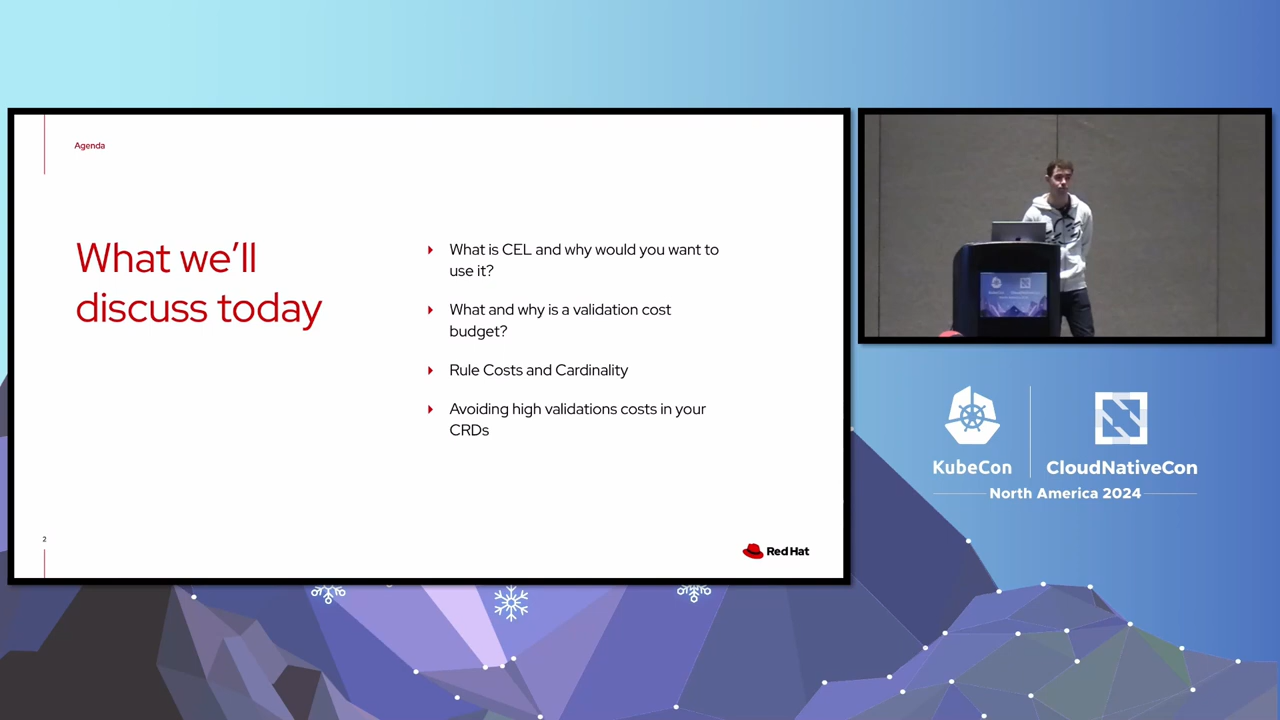 Agenda
What we'll
discuss today
What is CEL and why would you want to
use it?
What and why is a validation cost
budget?
Rule Costs and Cardinality
Avoiding high validations costs in your
CRDs
2
Red Hat
KubeCon
CloudNativeCon
North America 2024